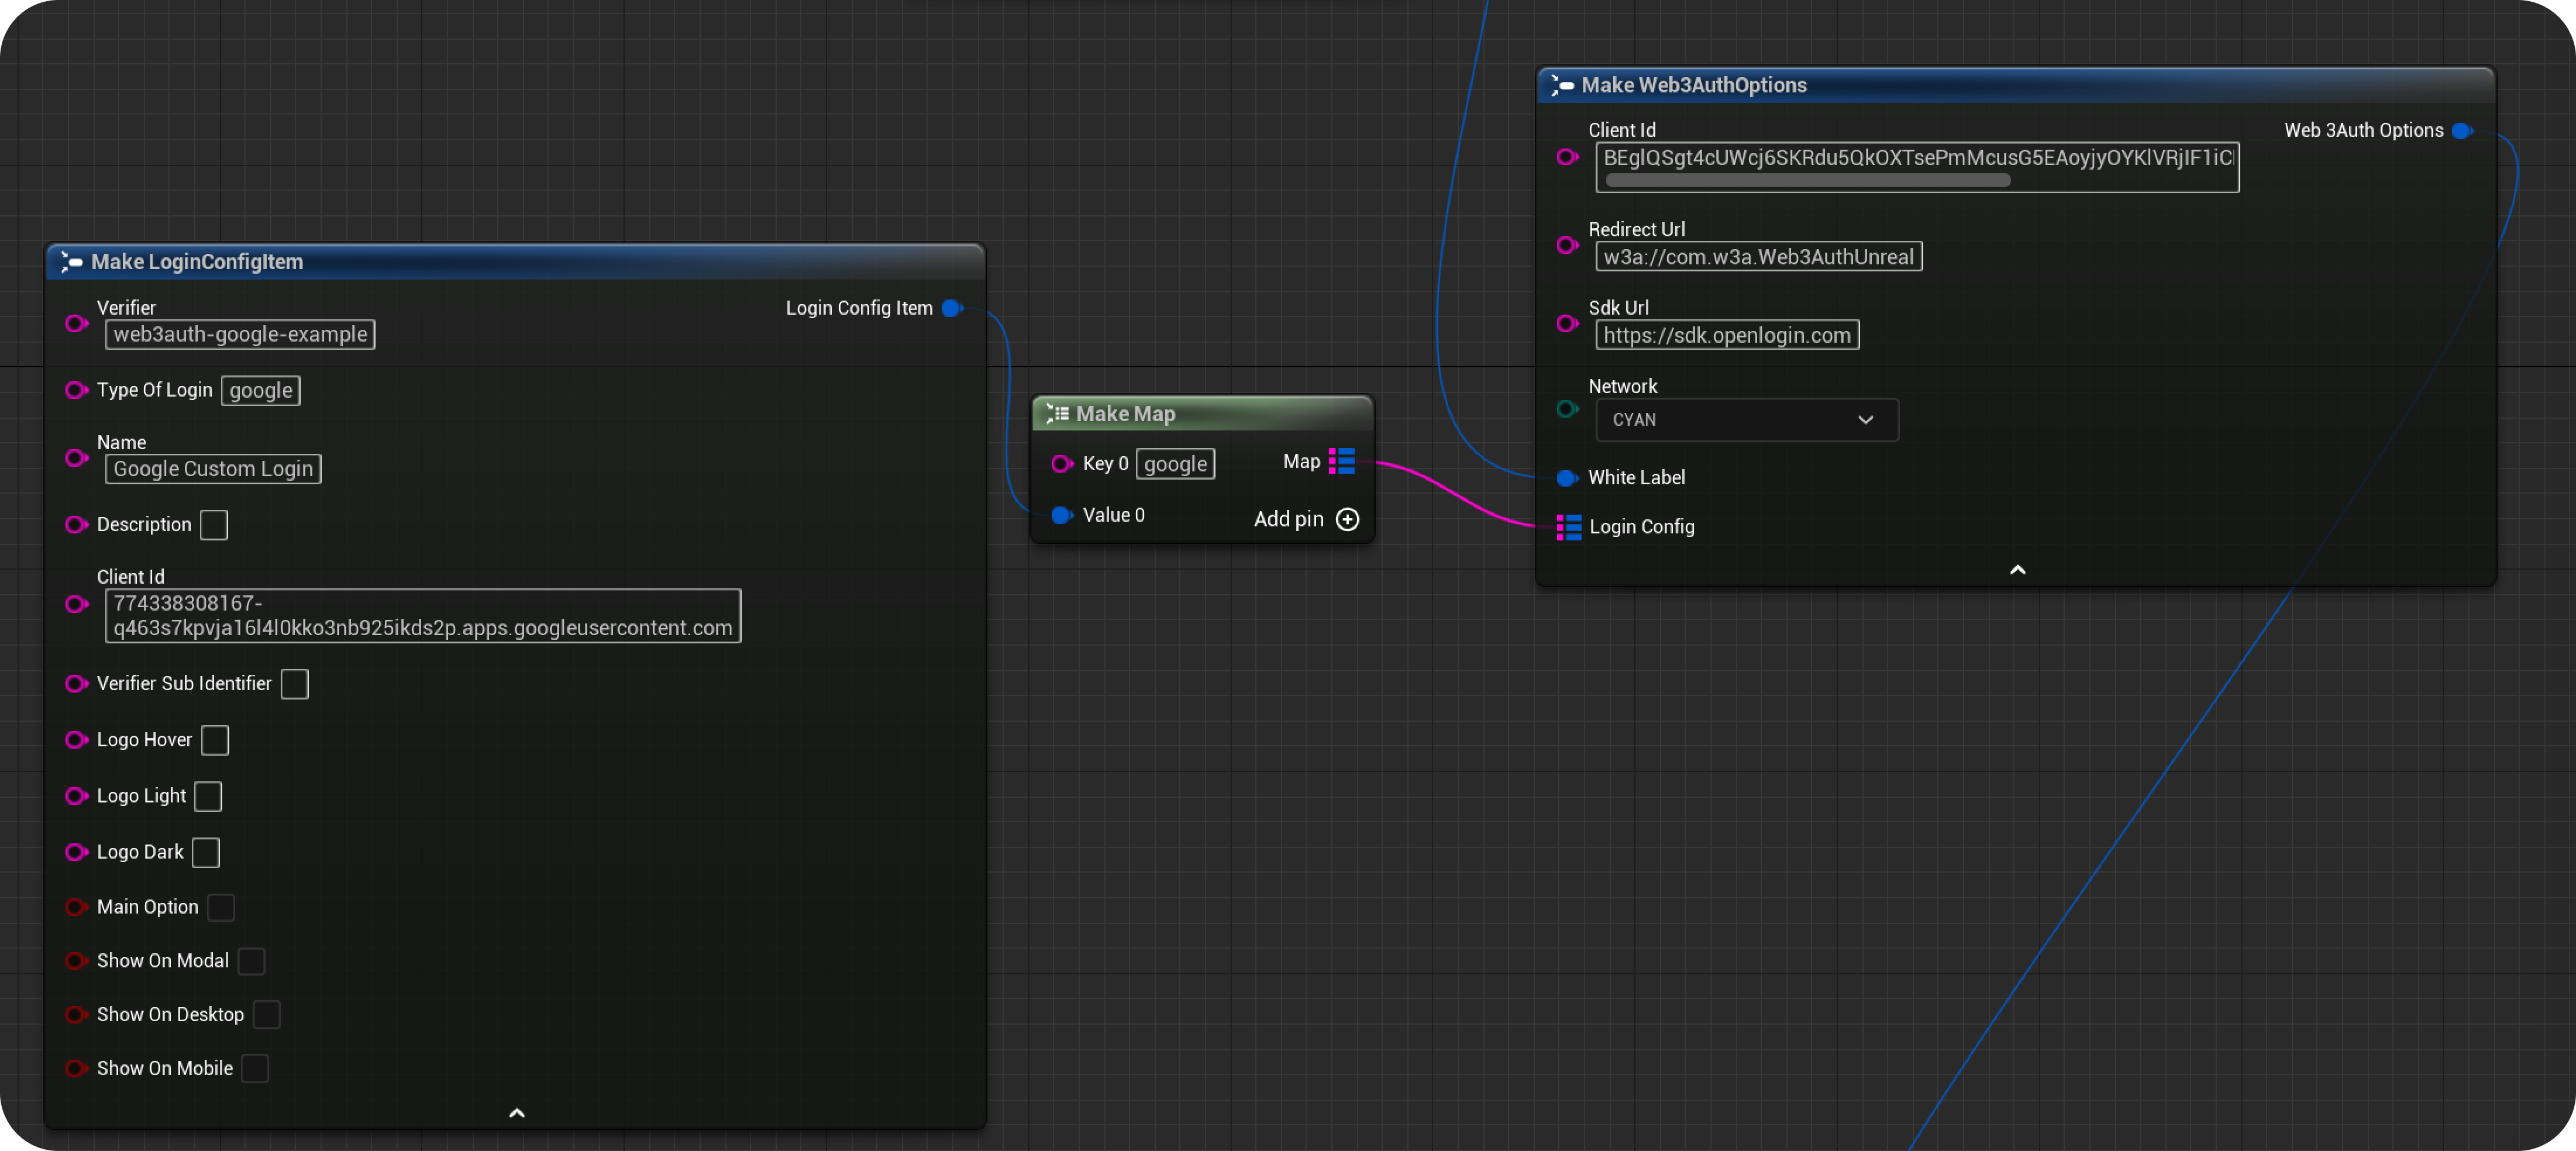 Make LoginConfigItem
Verifier
web3auth-google-example
Login Config Item
Type Of Login google
Name
Google Custom Login
Description
Client Id
774338308167-
q463s7kpvja16l4l0kko3nb925ikds2p.apps.googleusercontent.com
Verifier Sub Identifier
Logo Hover
Logo Light
Logo Dark
Main Option
Show On Modal
Show On Desktop
Show On Mobile
Make Map
Key 0 google
Map
Value 0
Add pin
Make Web3AuthOptions
Client Id
BEglQSgt4cUWcj6SKRdu5QkOXTsePmMcusG5EAoyjyOYKlVRjIF1iC
Web 3Auth Options
Redirect Url
w3a://com.w3a.Web3AuthUnreal
Sdk Url
https://sdk.openlogin.com
Network
CYAN
White Label
Login Config